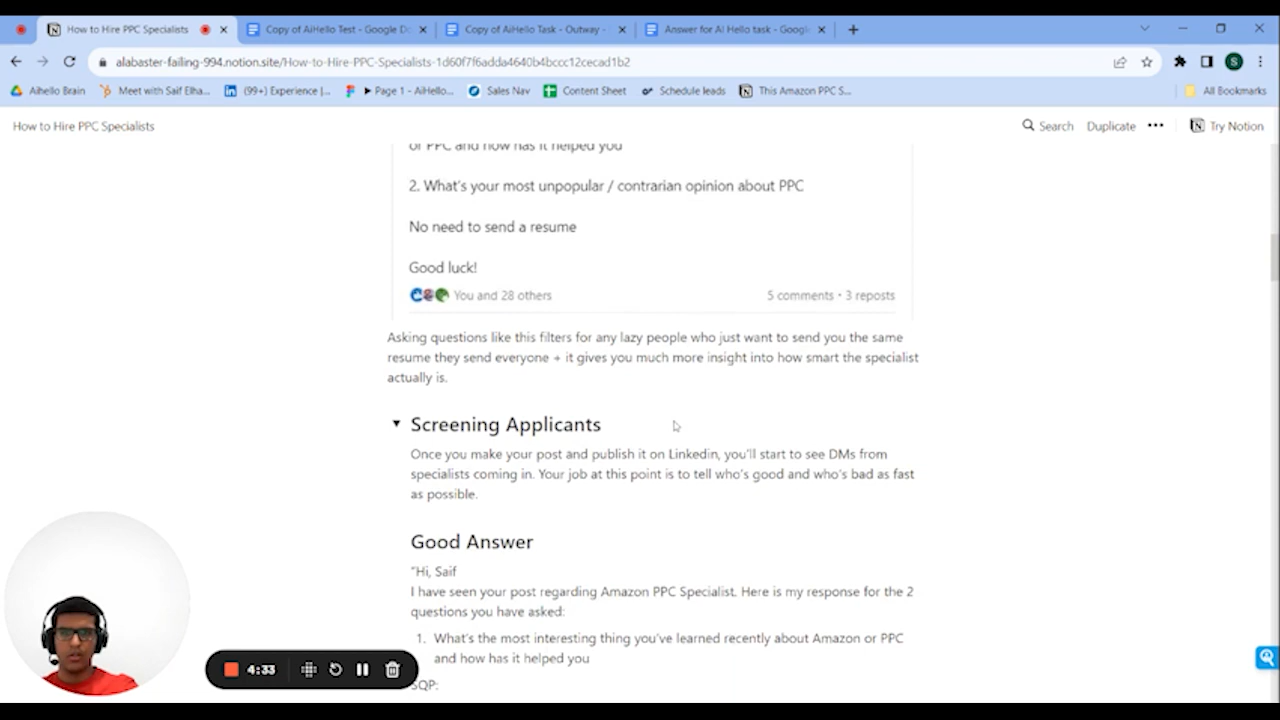 How to Hire PPC Specialists
Copy of AiHello Test - Google Do
Copy of AiHello Task - Outway -
Answer for AI Hello task - Googl
alabaster-failing-994.notion.site/How-to-Hire-PPC-Specialists-1d60f7f6adda4640b4bccc12cecad1b2
Aihello Brain
Meet with Saif Elha...
(99+) Experience |...
► Page 1 - AiHello...
Sales Nav
Content Sheet
Schedule leads
This Amazon PPC S...
All Bookmarks
How to Hire PPC Specialists
Search
Duplicate
Try Notion
or PPC and how has it helped you
2. What's your most unpopular / contrarian opinion about PPC
No need to send a resume
Good luck!
You and 28 others
5 comments • 3 reposts
Asking questions like this filters for any lazy people who just want to send you the same
resume they send everyone + it gives you much more insight into how smart the specialist
actually is.
Screening Applicants
Once you make your post and publish it on Linkedin, you'll start to see DMs from
specialists coming in. Your job at this point is to tell who's good and who's bad as fast
as possible.
Good Answer
"Hi, Saif
I have seen your post regarding Amazon PPC Specialist. Here is my response for the 2
questions you have asked:
1. What's the most interesting thing you've learned recently about Amazon or PPC
and how has it helped you
SQP:
4:33